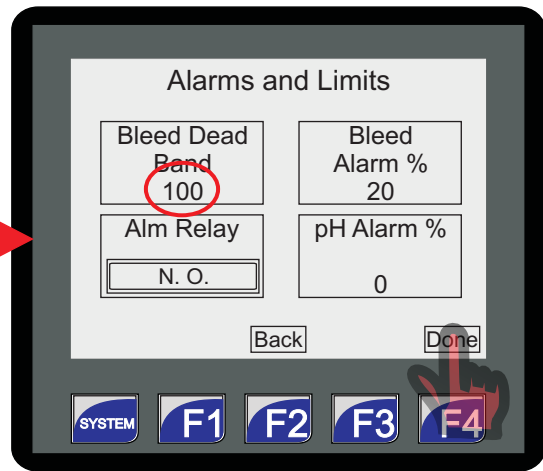 Alarms and Limits
Bleed Dead
Band
100
Bleed
Alarm %
20
Alm Relay
N. O.
pH Alarm %
0
Back
Done
SYSTEM
F1
F2
F3
F4